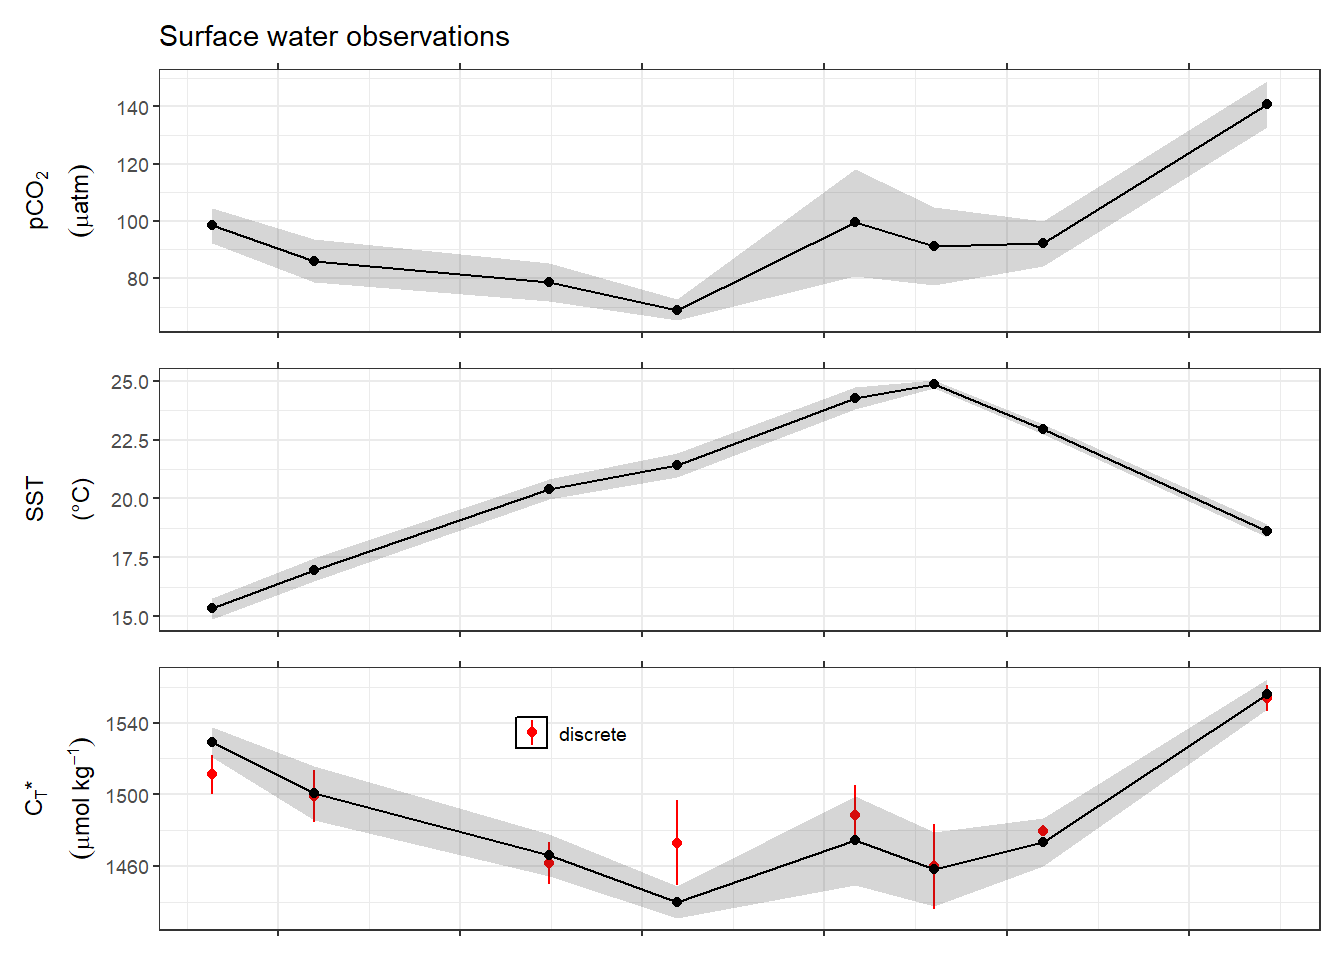 Surface water observations
pCO₂
(µatm)
140
120
100
80
SST
(°C)
25.0
22.5
20.0
17.5
15.0
C_T*
(µmol kg⁻¹)
1540
1500
1460
discrete